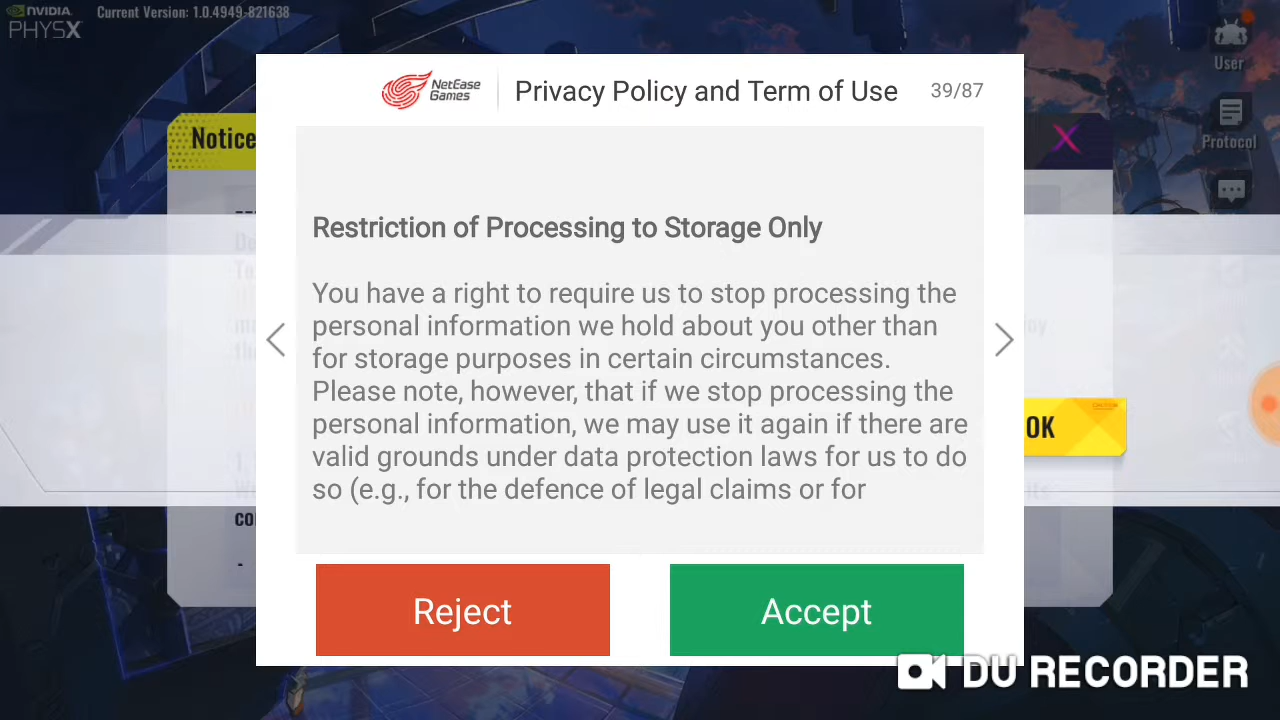 NVIDIA.
PHYSX
Current Version: 1.0.4949-821638
User
NetEase
Games
Privacy Policy and Term of Use
39/87
Notice
X
Protocol
Restriction of Processing to Storage Only
You have a right to require us to stop processing the
personal information we hold about you other than
for storage purposes in certain circumstances.
Please note, however, that if we stop processing the
personal information, we may use it again if there are
valid grounds under data protection laws for us to do
so (e.g., for the defence of legal claims or for
OK
Reject
Accept
DU RECORDER